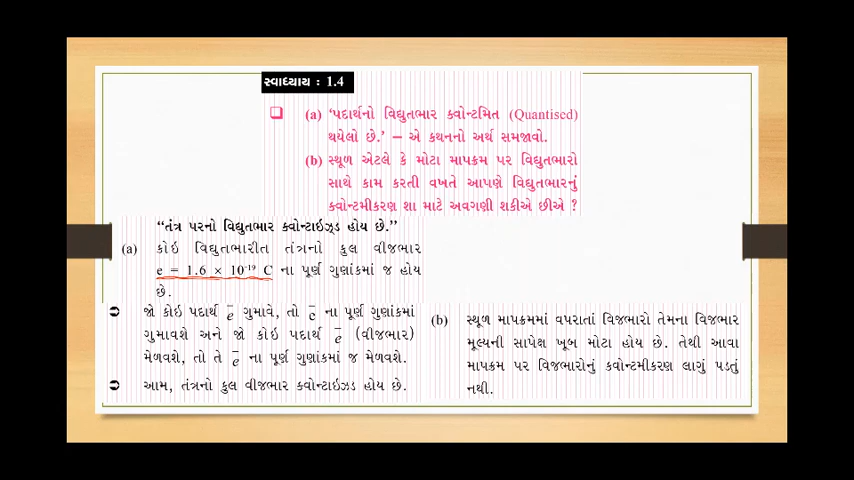 સ્વાધ્યાય : 1.4
❑ (a) ‘પદાર્થનો વિદ્યુતભાર ક્વોન્ટમિત (Quantised)
થયેલો છે.’ – એ કથનનો અર્થ સમજાવો.
(b) સ્થૂળ એટલે કે મોટા માપક્રમ પર વિદ્યુતભારો
સાથે કામ કરતી વખતે આપણે વિદ્યુતભારનું
ક્વોન્ટમીકરણ શા માટે અવગણી શકીએ છીએ ?
“તંત્ર પરનો વિદ્યુતભાર ક્વોન્ટાઇઝ્ડ હોય છે.”
(a) કોઇ વિદ્યુતભારીત તંત્રનો કુલ વીજભાર
e = 1.6 × 10⁻¹⁹ C ના પૂર્ણ ગુણાંકમાં જ હોય
છે.
➲ જો કોઇ પદાર્થ e̅ ગુમાવે, તો e̅ ના પૂર્ણ ગુણાંકમાં
ગુમાવશે અને જો કોઇ પદાર્થ e̅ (વીજભાર)
મેળવશે, તો તે e̅ ના પૂર્ણ ગુણાંકમાં જ મેળવશે.
➲ આમ, તંત્રનો કુલ વીજભાર ક્વોન્ટાઇઝડ હોય છે.
(b) સ્થૂળ માપક્રમમાં વપરાતાં વિજભારો તેમના વિજભાર
મૂલ્યની સાપેક્ષ ખૂબ મોટા હોય છે. તેથી આવા
માપક્રમ પર વિજભારોનું ક્વોન્ટમીકરણ લાગું પડતું
નથી.